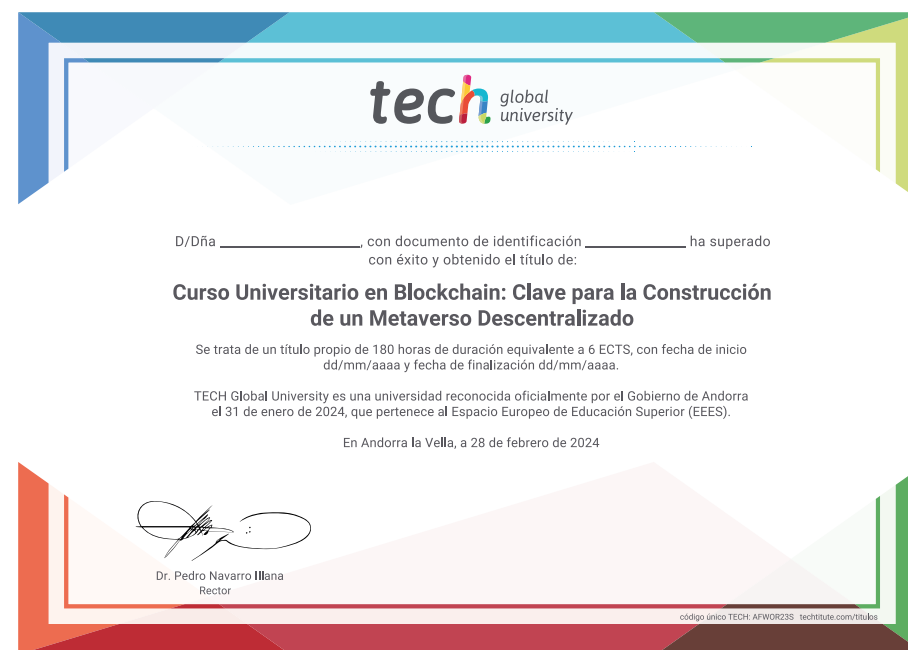 tech global
university
D/Dña ______________, con documento de identificación __________ ha superado
con éxito y obtenido el título de:
Curso Universitario en Blockchain: Clave para la Construcción
de un Metaverso Descentralizado
Se trata de un título propio de 180 horas de duración equivalente a 6 ECTS, con fecha de inicio
dd/mm/aaaa y fecha de finalización dd/mm/aaaa.
TECH Global University es una universidad reconocida oficialmente por el Gobierno de Andorra
el 31 de enero de 2024, que pertenece al Espacio Europeo de Educación Superior (EEES).
En Andorra la Vella, a 28 de febrero de 2024
Dr. Pedro Navarro Illana
Rector
código único TECH: AFWOR23S techtitute.com/titulos